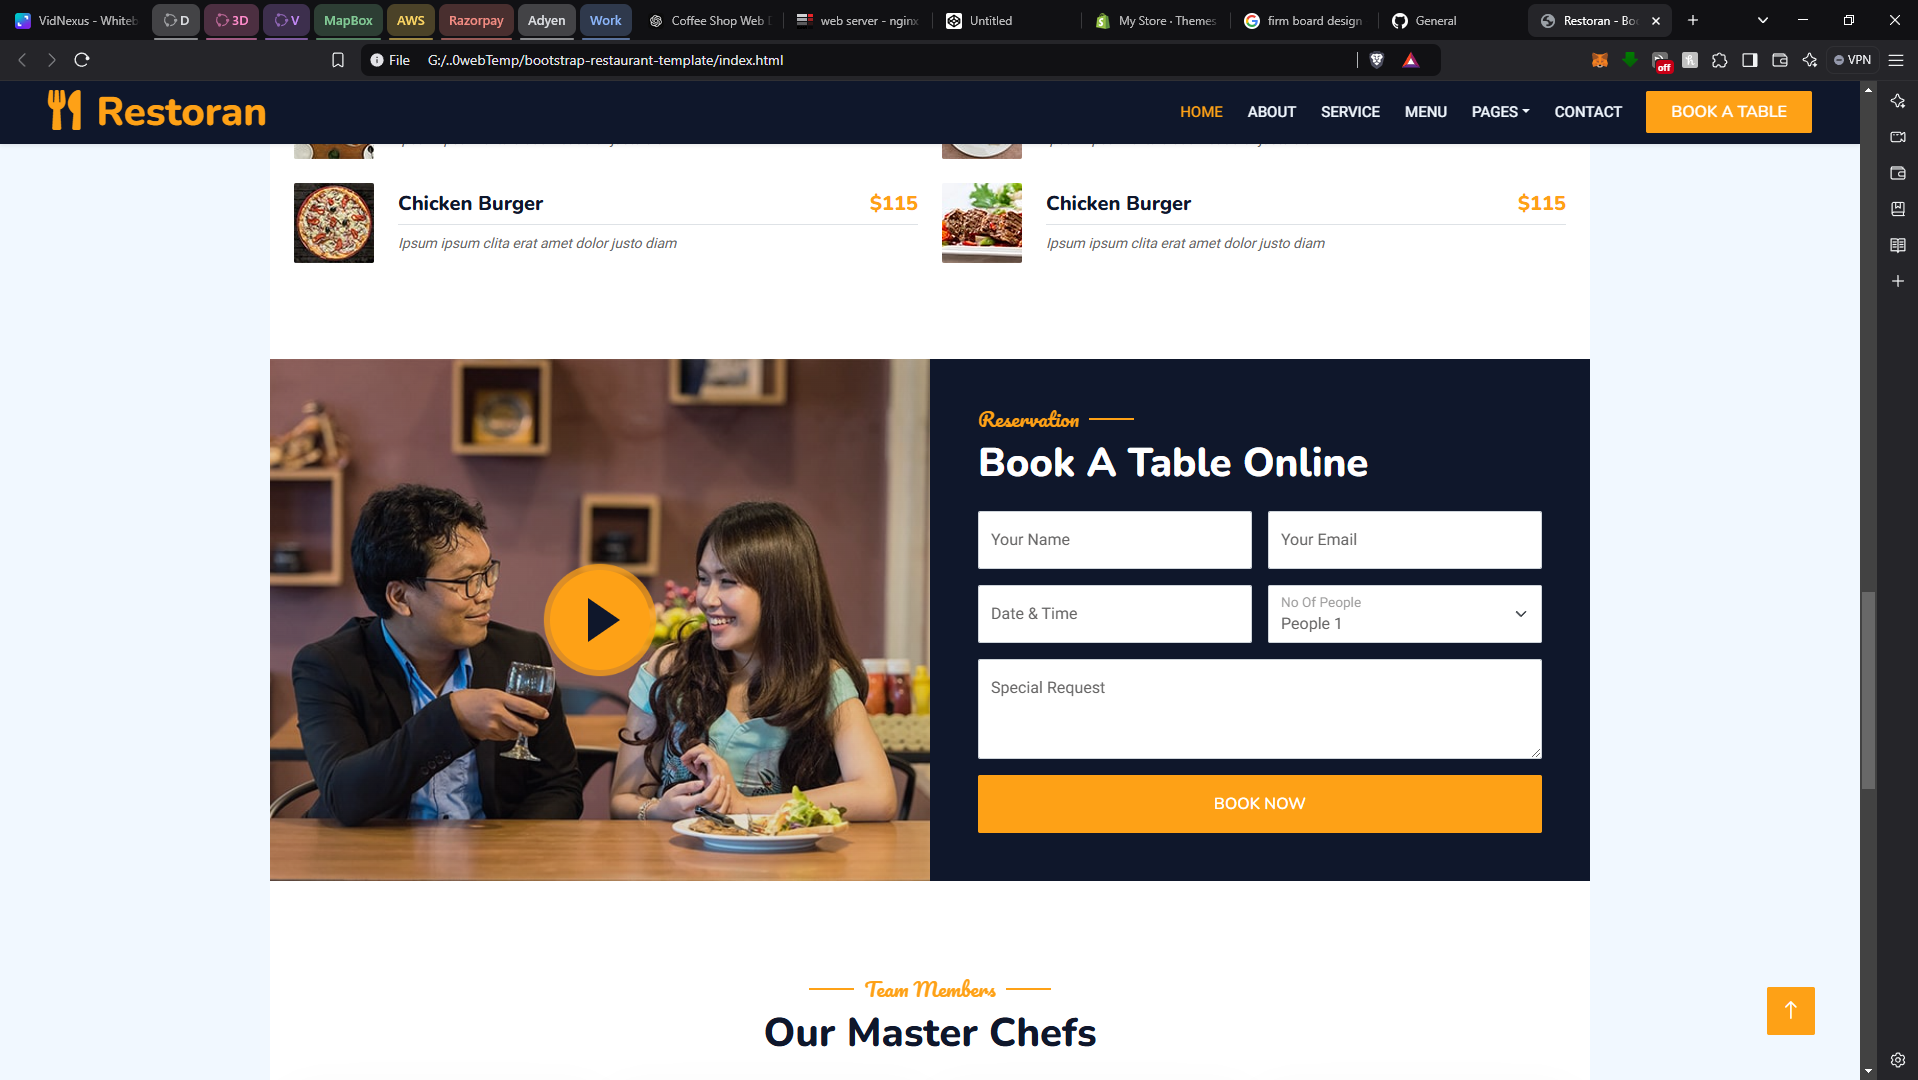 VidNexus - Whiteb
D
3D
V
MapBox
AWS
Razorpay
Adyen
Work
Coffee Shop Web D
web server - nginx
Untitled
My Store · Themes
firm board design
General
Restoran - Boo
File G:/..0webTemp/bootstrap-restaurant-template/index.html
off
VPN
Restoran
HOME ABOUT SERVICE MENU PAGES CONTACT BOOK A TABLE
Chicken Burger $115
Ipsum ipsum clita erat amet dolor justo diam
Chicken Burger $115
Ipsum ipsum clita erat amet dolor justo diam
Reservation
Book A Table Online
Your Name
Your Email
Date & Time
No Of People
People 1
Special Request
BOOK NOW
Team Members
Our Master Chefs